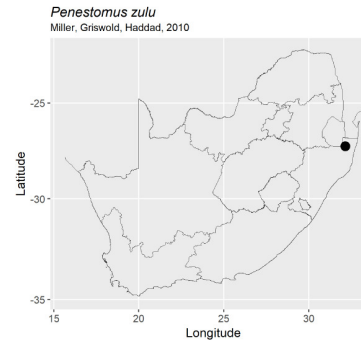 Penestomus zulu
Miller, Griswold, Haddad, 2010
-25
-30
-35
Latitude
15
20
25
30
Longitude